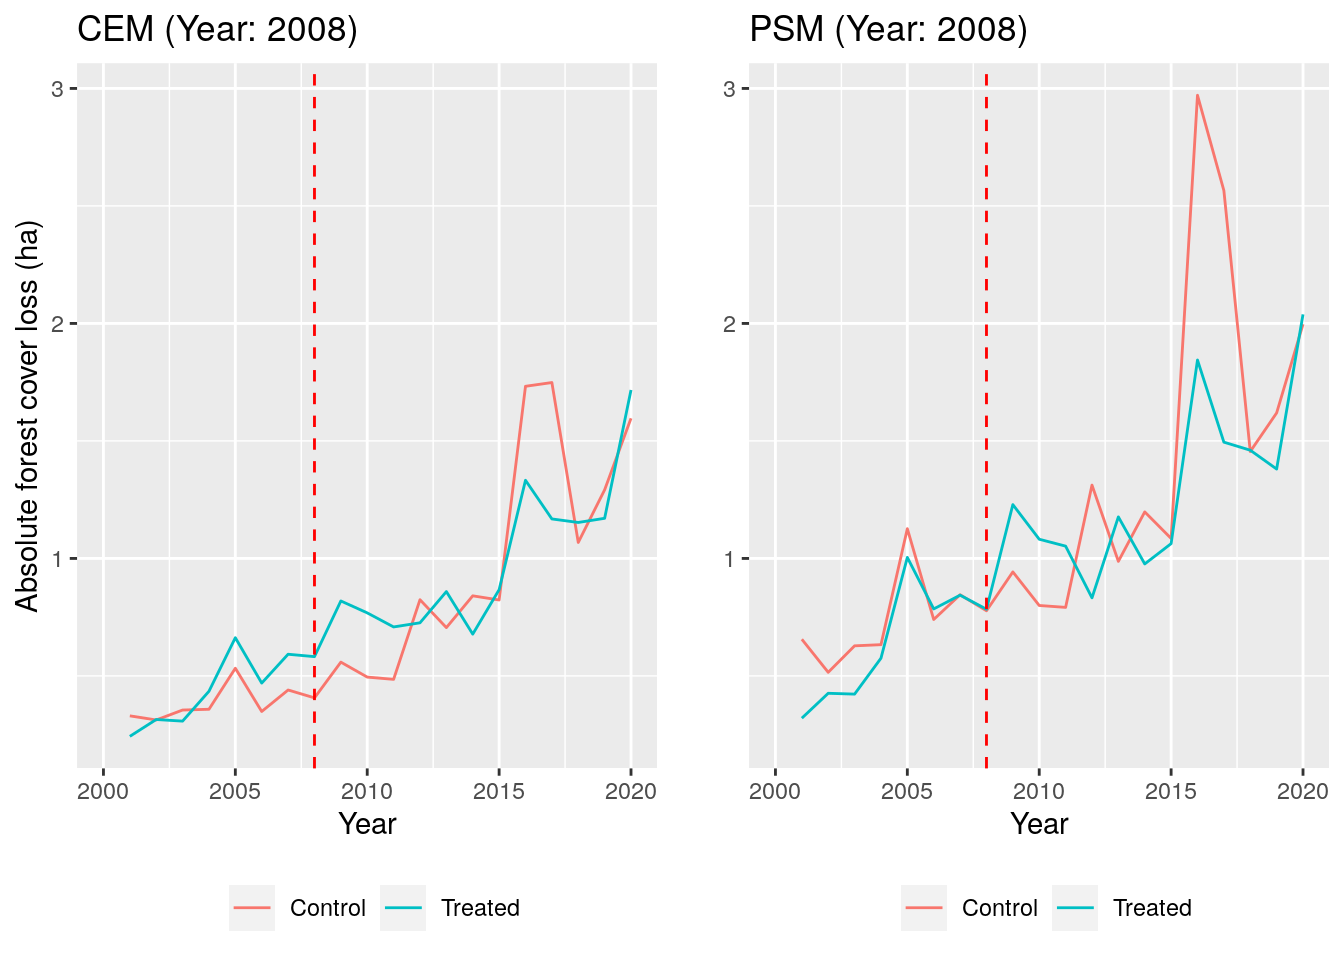 CEM (Year: 2008)
Absolute forest cover loss (ha)
3
2
1
2000 2005 2010 2015 2020
Year
Control Treated
PSM (Year: 2008)
3
2
1
2000 2005 2010 2015 2020
Year
Control Treated